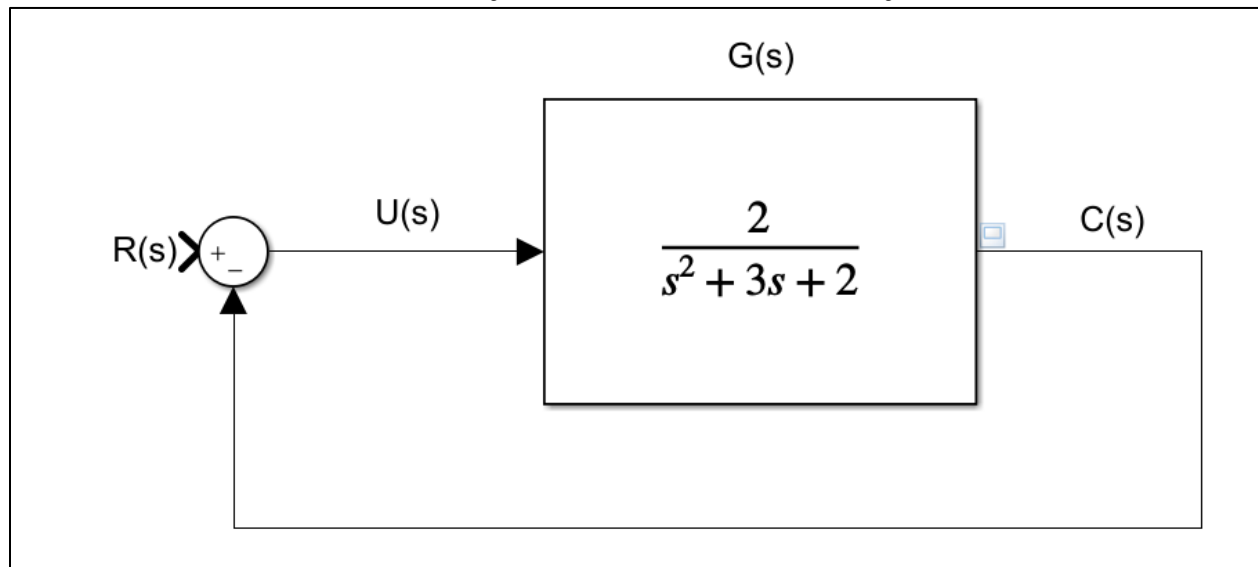 G(s)
U(s)
C(s)
R(s)
+
_
2
s² + 3s + 2